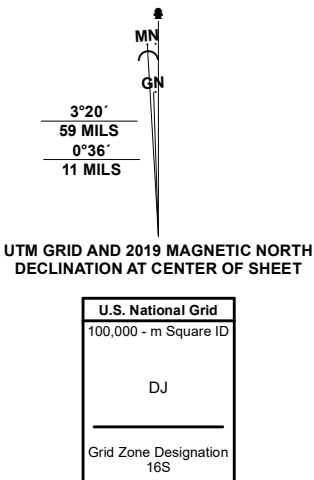 MN
GN
3°20´
59 MILS
0°36´
11 MILS
UTM GRID AND 2019 MAGNETIC NORTH
DECLINATION AT CENTER OF SHEET
U.S. National Grid
100,000 - m Square ID
DJ
Grid Zone Designation
16S